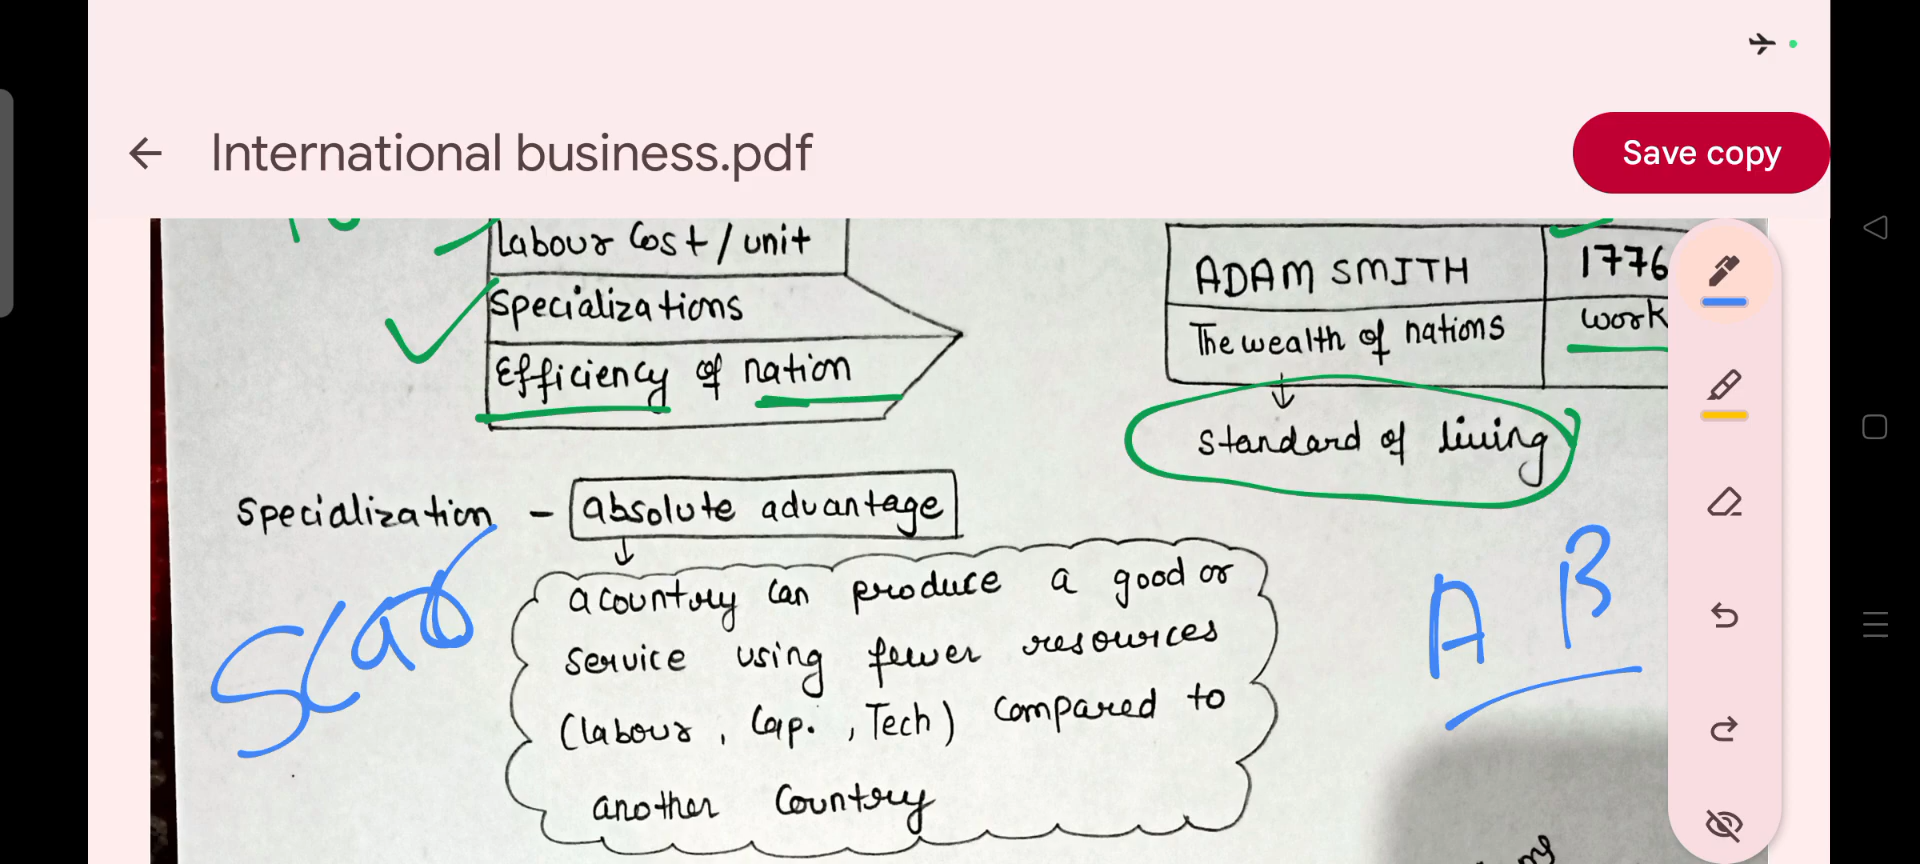 International business.pdf
Save copy
Labour Cost / unit
Specializations
Efficiency of nation
ADAM SMITH
1776
The wealth of nations
work
↓
standard of living
Specialization - absolute advantage
↓
a country can produce a good or
service using fewer resources
(labour, Cap., Tech) compared to
another Country
A B